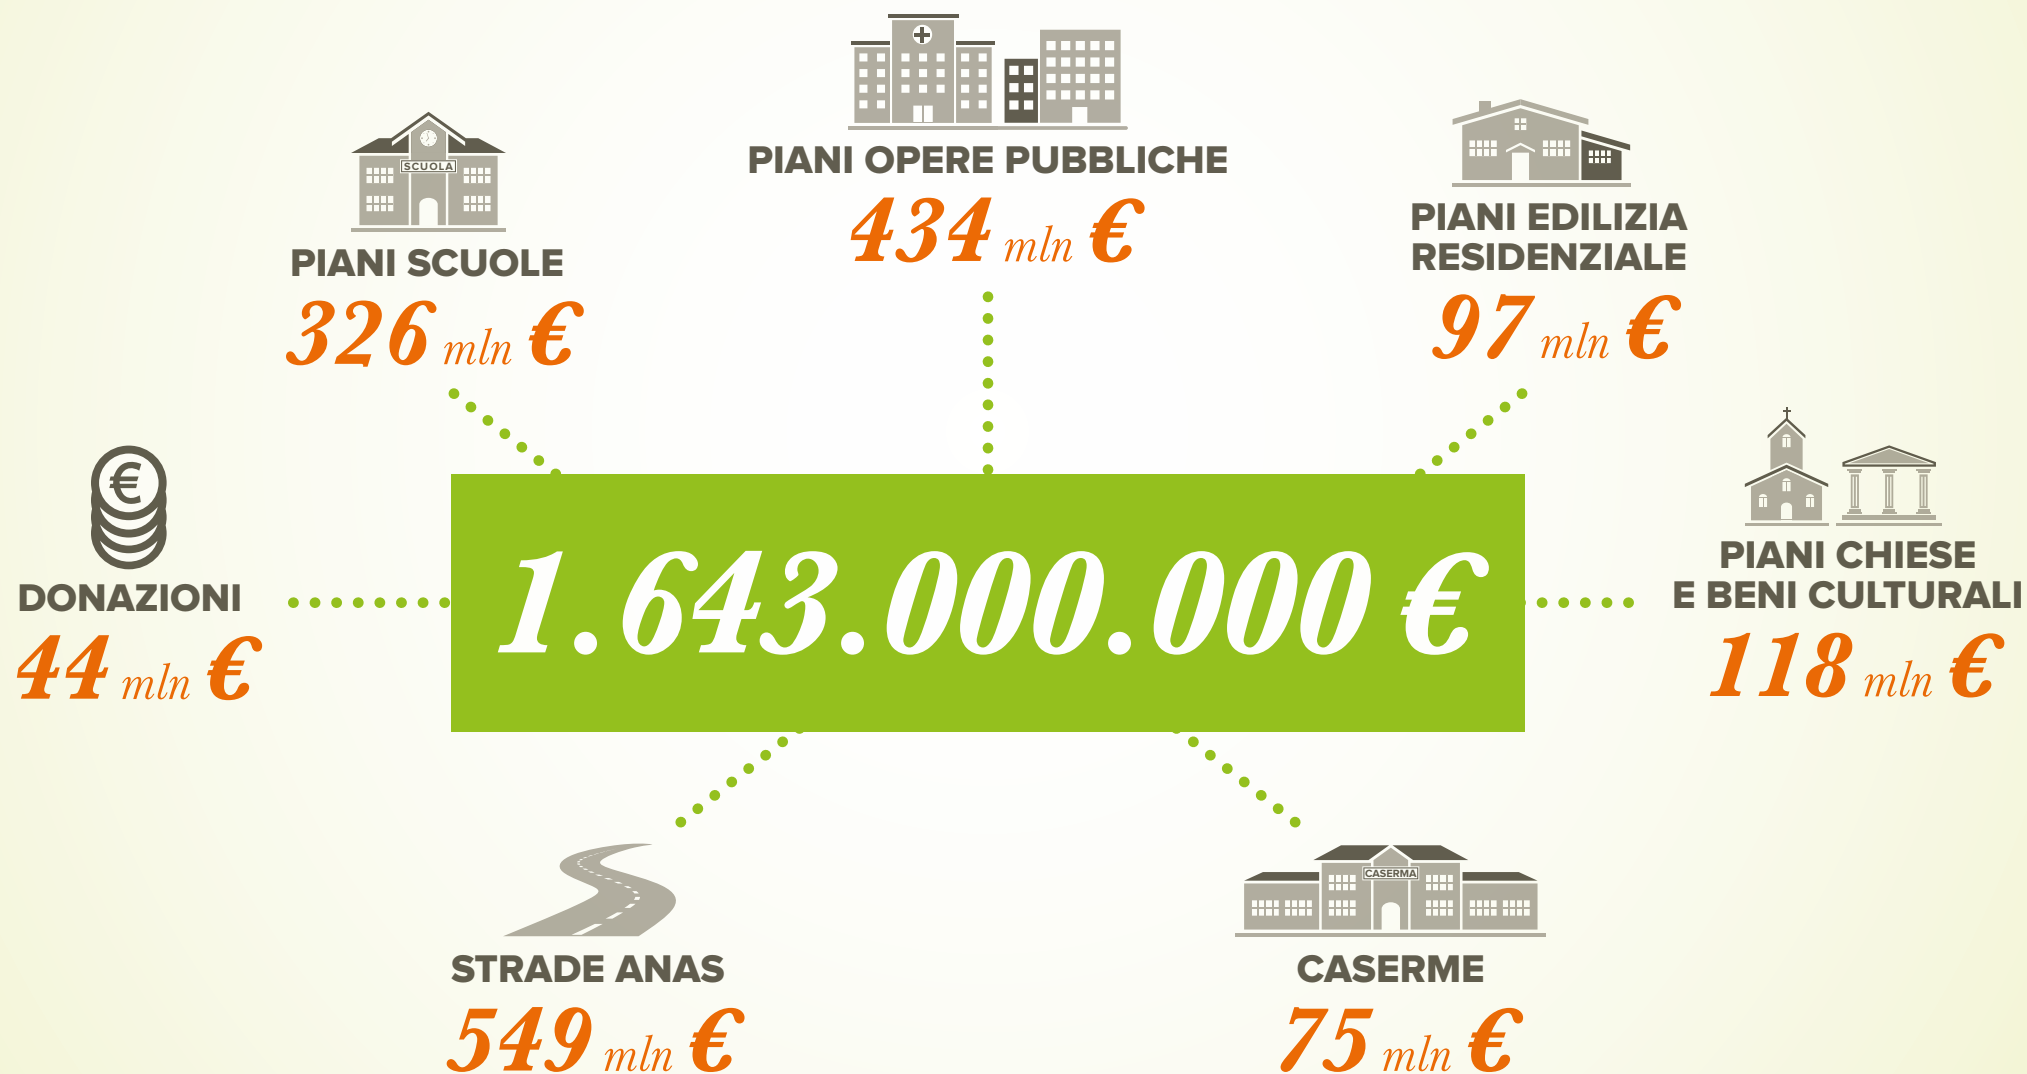 PIANI OPERE PUBBLICHE
434 mln €
SCUOLA
PIANI SCUOLE
326 mln €
PIANI EDILIZIA
RESIDENZIALE
97 mln €
€
DONAZIONI
44 mln €
1.643.000.000 €
PIANI CHIESE
E BENI CULTURALI
118 mln €
STRADE ANAS
549 mln €
CASERMA
CASERME
75 mln €